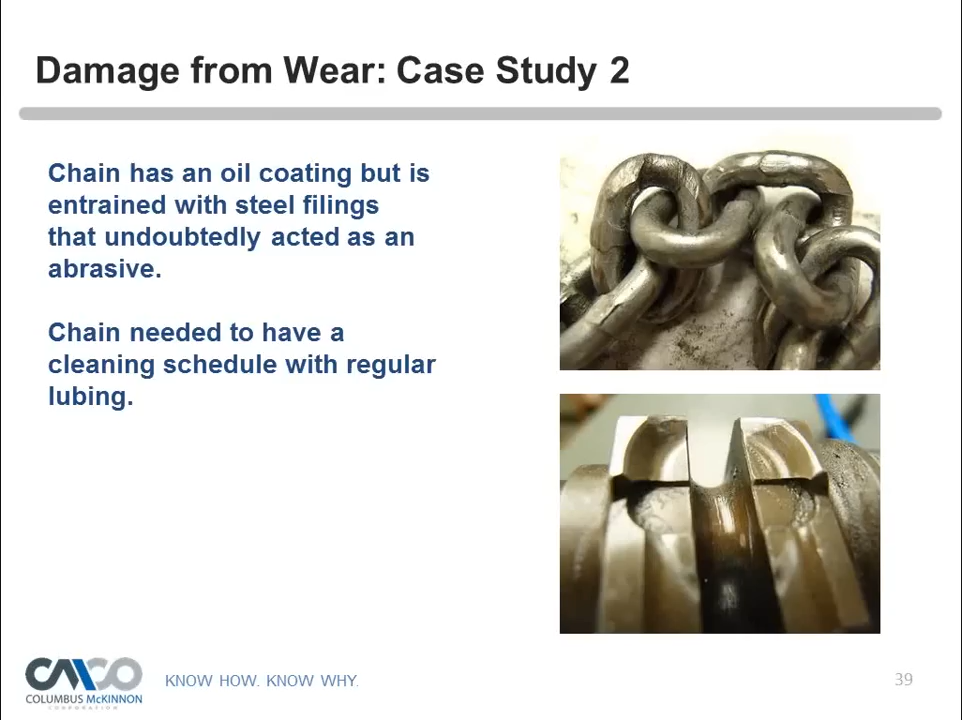 Damage from Wear: Case Study 2
Chain has an oil coating but is
entrained with steel filings
that undoubtedly acted as an
abrasive.
Chain needed to have a
cleaning schedule with regular
lubing.
CMCO
COLUMBUS McKINNON
CORPORATION
KNOW HOW. KNOW WHY.
39